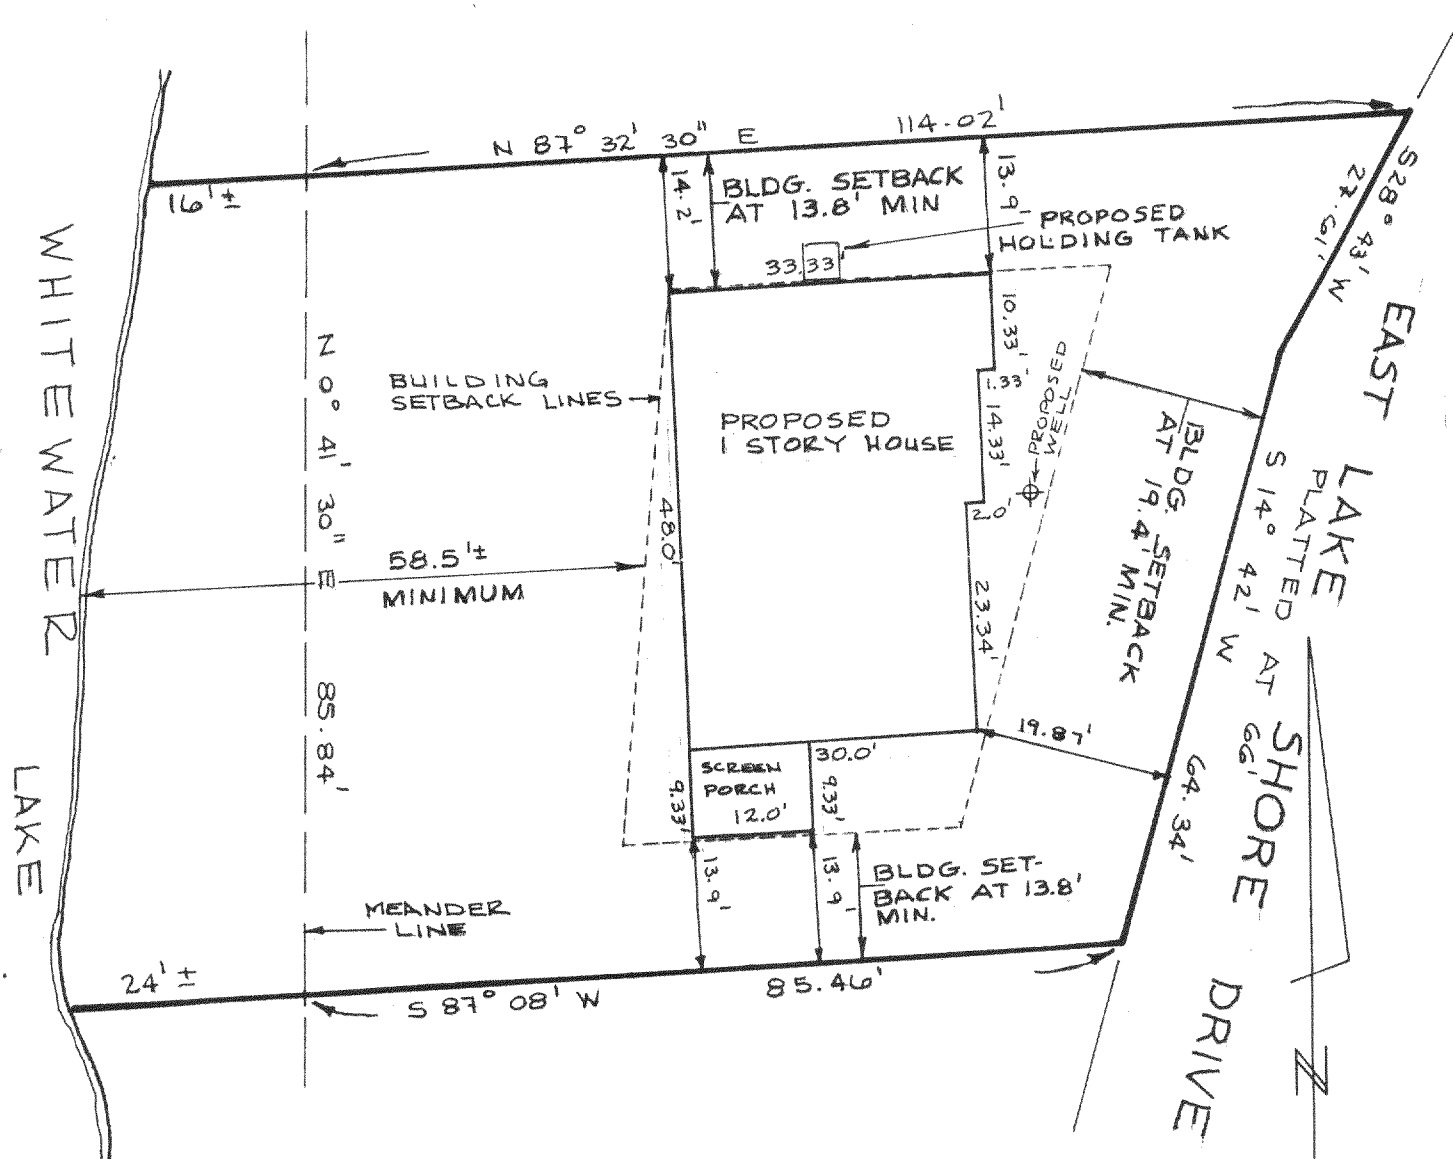 N 87° 32' 30" E
114.02'
16' ±
14.2'
BLDG. SETBACK
AT 13.8' MIN
13.9'
PROPOSED
HOLDING TANK
33.33'
S 28° 43' W
27.61'
WHITEWATER
LAKE
N 0° 41' 30" E 85.84'
BUILDING
SETBACK LINES
PROPOSED
1 STORY HOUSE
10.33'
1.33'
14.33'
2.0'
23.34'
PROPOSED
WELL
48.0'
58.5'±
MINIMUM
BLDG. SETBACK
AT 19.4' MIN.
S 14° 42' W 64.34'
EAST LAKE SHORE DRIVE
PLATTED AT 66'
19.87'
30.0'
SCREEN
PORCH
12.0'
9.33'
9.33'
13.9'
13.9'
BLDG. SET-
BACK AT 13.8'
MIN.
MEANDER
LINE
24' ±
S 87° 08' W
85.46'
N